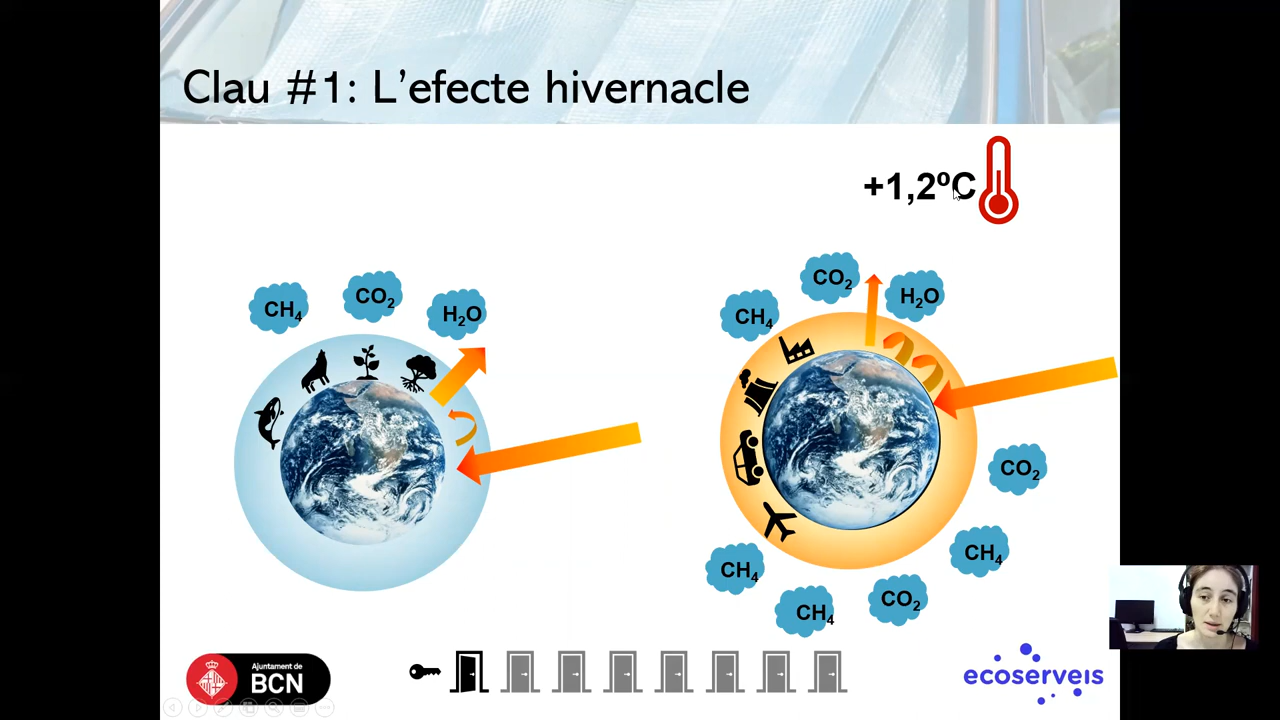 Clau #1: L'efecte hivernacle
+1,2ºC
CH₄
CO₂
H₂O
CH₄
CO₂
H₂O
CO₂
CH₄
CH₄
CH₄
CO₂
Ajuntament de
BCN
ecoserveis